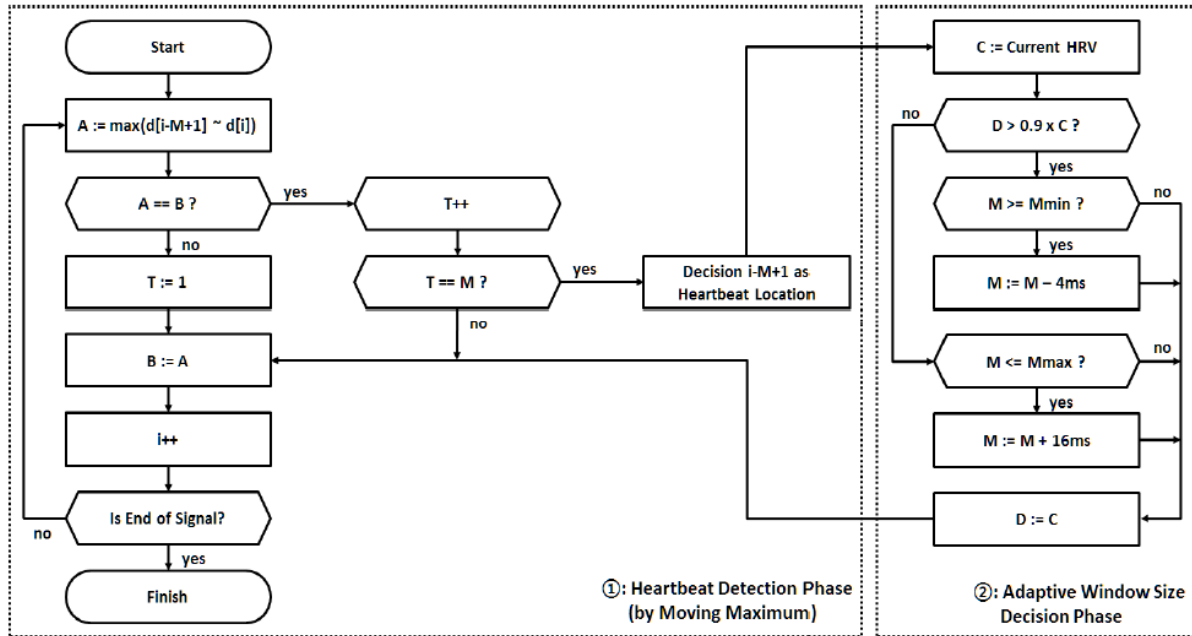 Start
A := max(d[i-M+1] ~ d[i])
A == B ?
yes
no
T++
T := 1
T == M ?
yes
no
Decision i-M+1 as
Heartbeat Location
B := A
i++
Is End of Signal?
no
yes
Finish
①: Heartbeat Detection Phase
(by Moving Maximum)
C := Current HRV
D > 0.9 x C ?
no
yes
M >= Mmin ?
no
yes
M := M – 4ms
M <= Mmax ?
no
yes
M := M + 16ms
D := C
②: Adaptive Window Size
Decision Phase